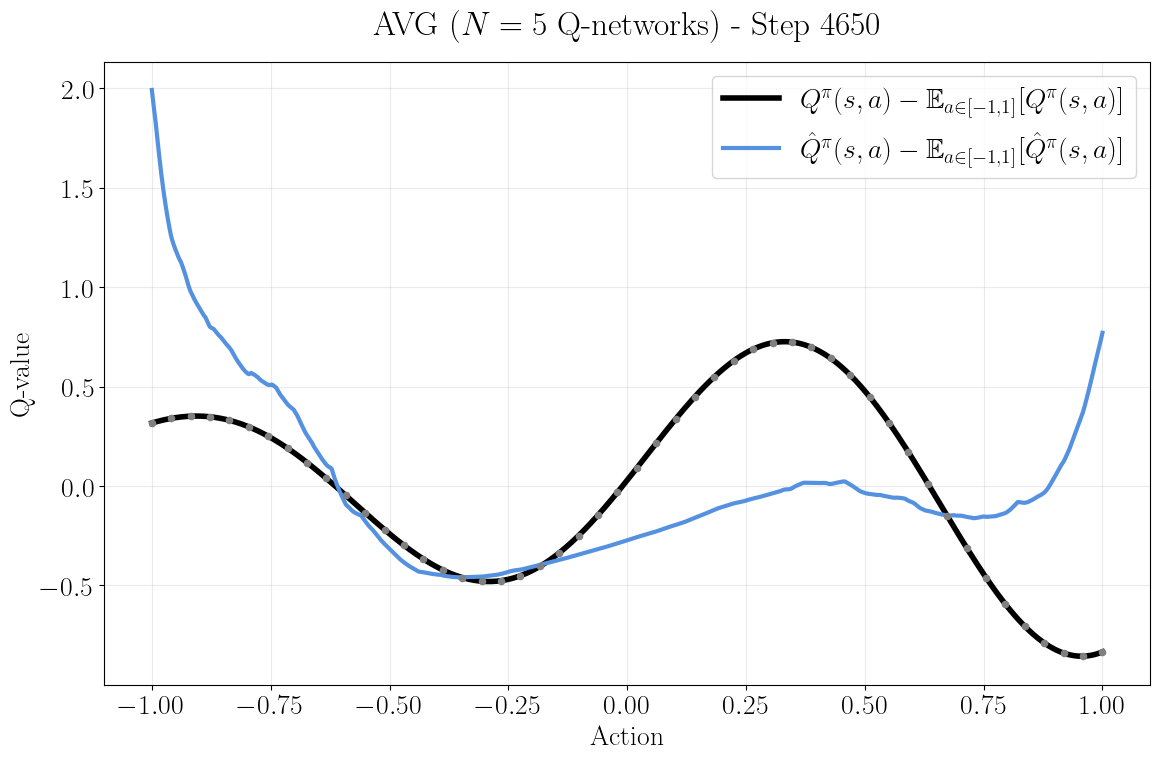 AVG (N = 5 Q-networks) - Step 4650
Q^π(s, a) − 𝔼_{a∈[−1,1]}[Q^π(s, a)]
Q̂^π(s, a) − 𝔼_{a∈[−1,1]}[Q̂^π(s, a)]
Q-value
2.0
1.5
1.0
0.5
0.0
−0.5
−1.00 −0.75 −0.50 −0.25 0.00 0.25 0.50 0.75 1.00
Action